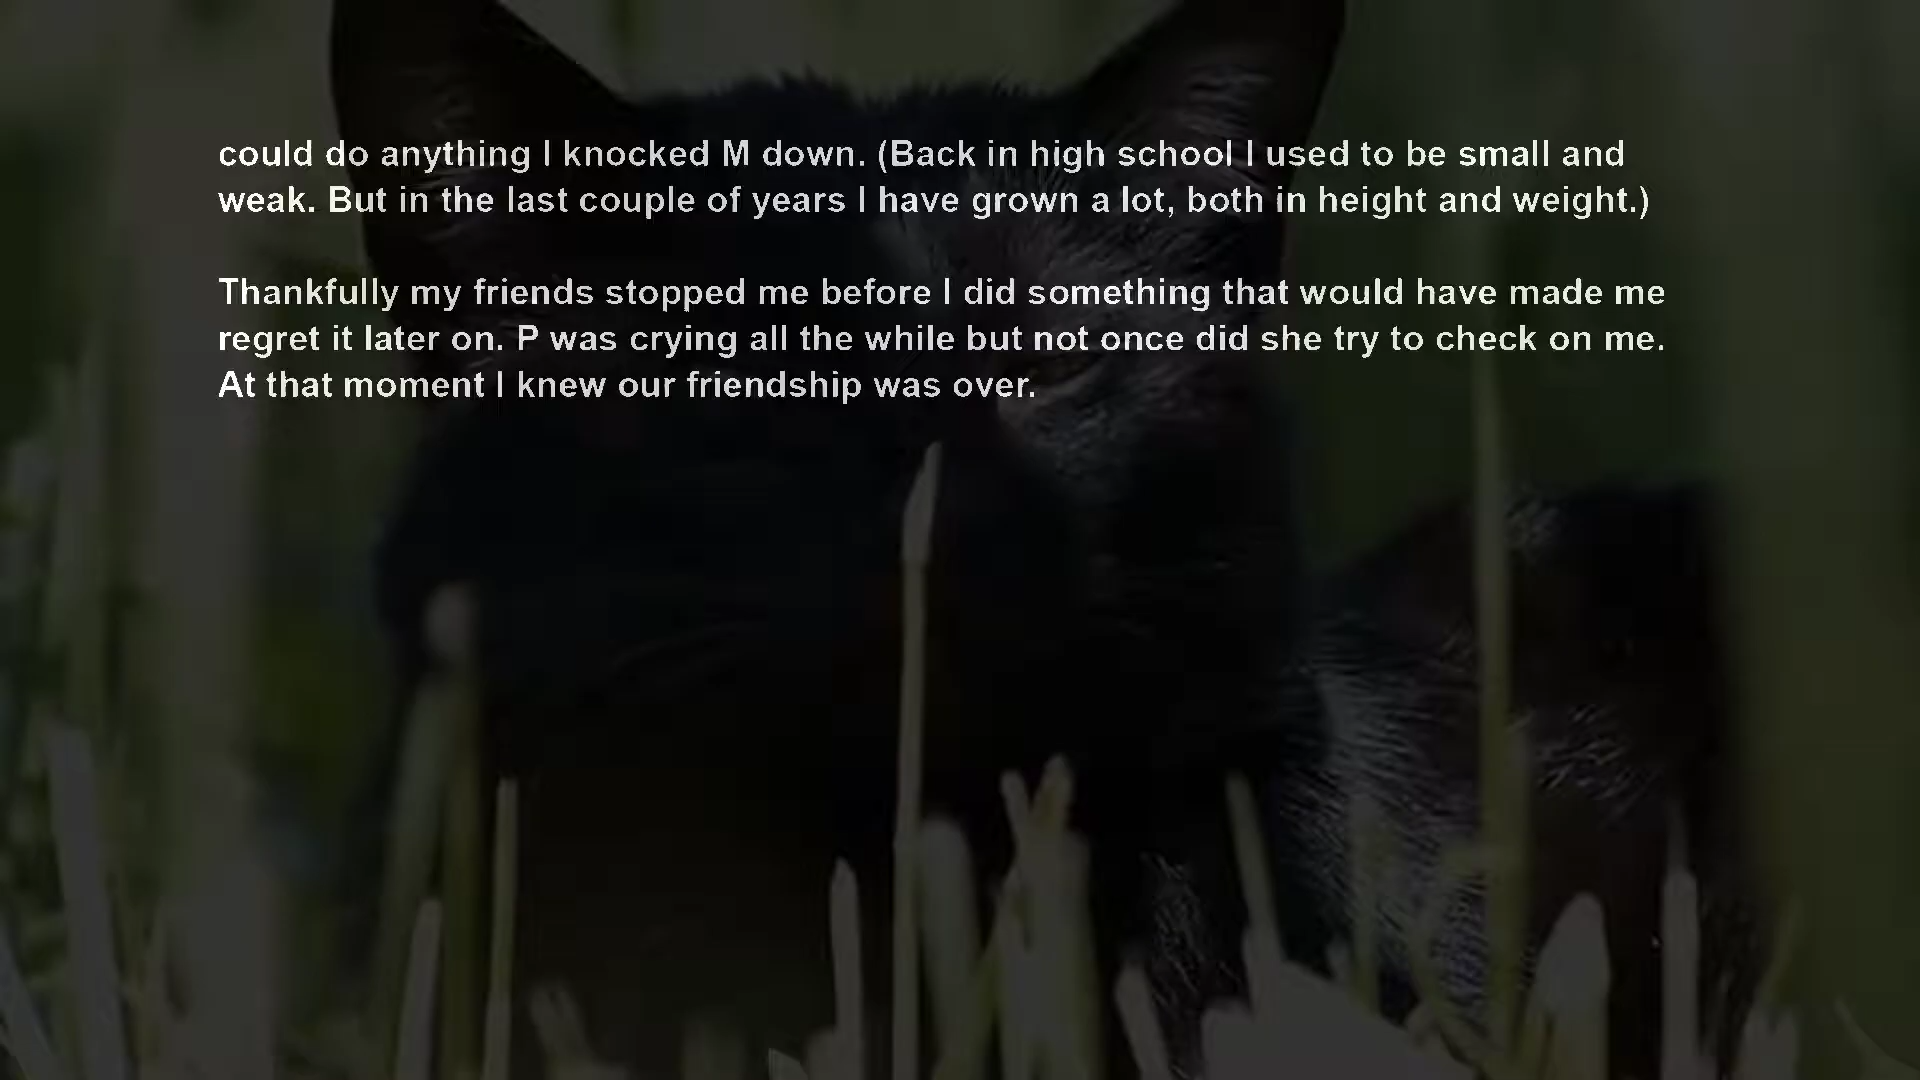 could do anything I knocked M down. (Back in high school I used to be small and
weak. But in the last couple of years I have grown a lot, both in height and weight.)
Thankfully my friends stopped me before I did something that would have made me
regret it later on. P was crying all the while but not once did she try to check on me.
At that moment I knew our friendship was over.